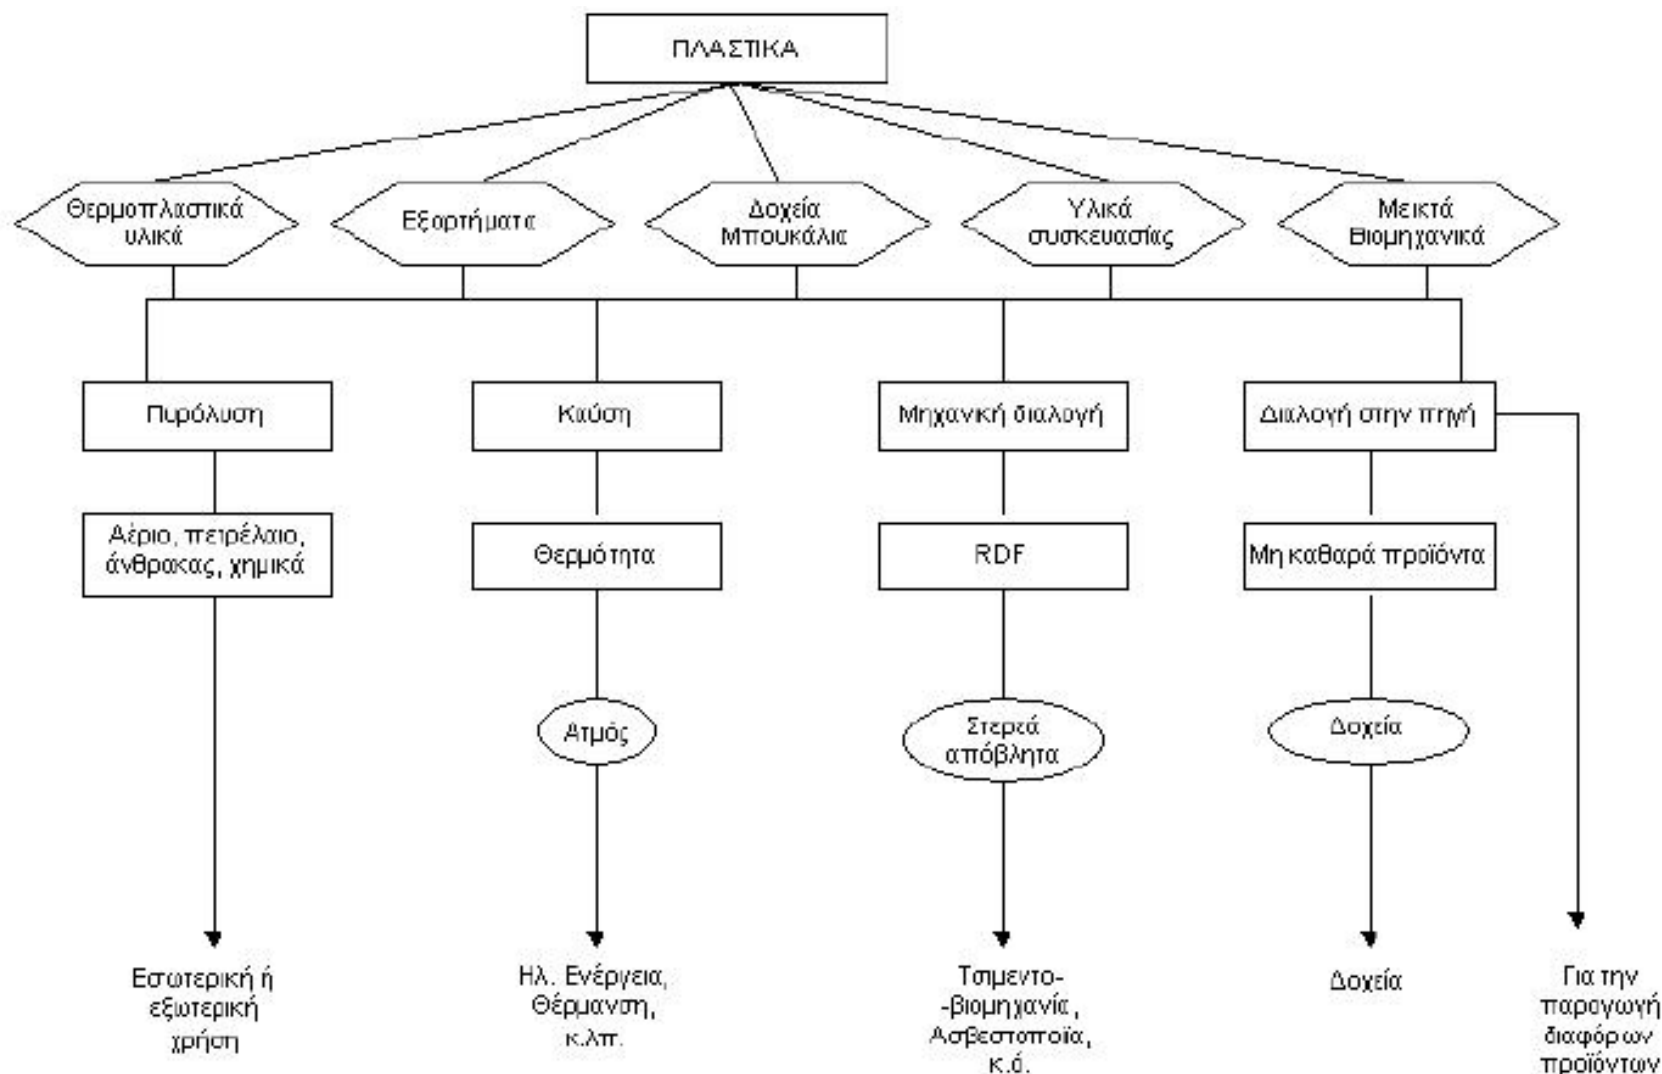 ΠΛΑΣΤΙΚΑ
Θερμοπλαστικά
υλικά
Εξαρτήματα
Δοχεία
Μπουκάλια
Υλικά
συσκευασίας
Μεικτά
Βιομηχανικά
Πυρόλυση
Καύση
Μηχανική διαλογή
Διαλογή στην πηγή
Αέριο, πετρέλαιο,
άνθρακας, χημικά
Θερμότητα
RDF
Μη καθαρά προϊόντα
Ατμός
Στερεά
απόβλητα
Δοχεία
Εσωτερική ή
εξωτερική
χρήση
Ηλ. Ενέργεια,
Θέρμανση,
κ.λπ.
Τσιμεντο-
-βιομηχανία,
Ασβεστοποϊα,
κ.ά.
Δοχεία
Για την
παραγωγή
διαφόρων
προϊόντων